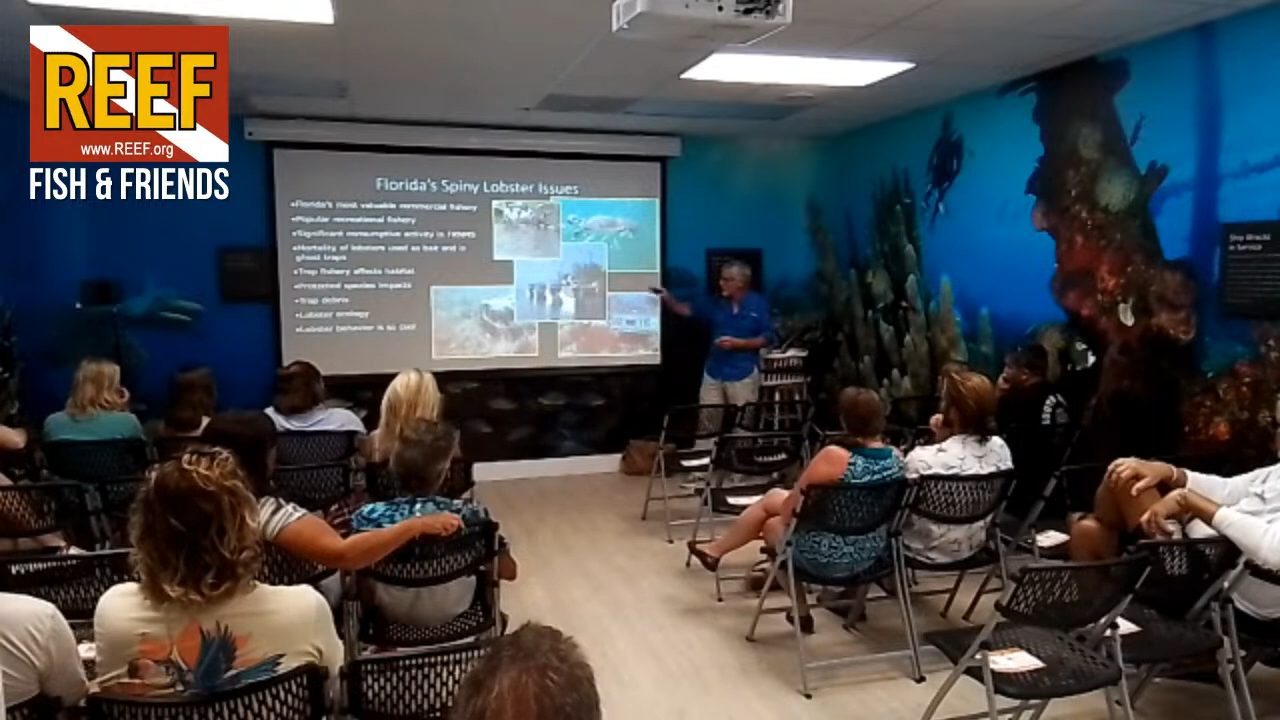 REEF
www.REEF.org
FISH & FRIENDS
Florida's Spiny Lobster Issues
•Florida's most valuable commercial fishery
•Popular recreational fishery
•Significant consumptive activity in FKNMS
•Mortality of lobsters used as bait and in
ghost traps
•Trap fishery affects habitat
•Protected species impacts
•Trap debris
•Lobster ecology
•Lobster behavior is so
Ship Wrecks